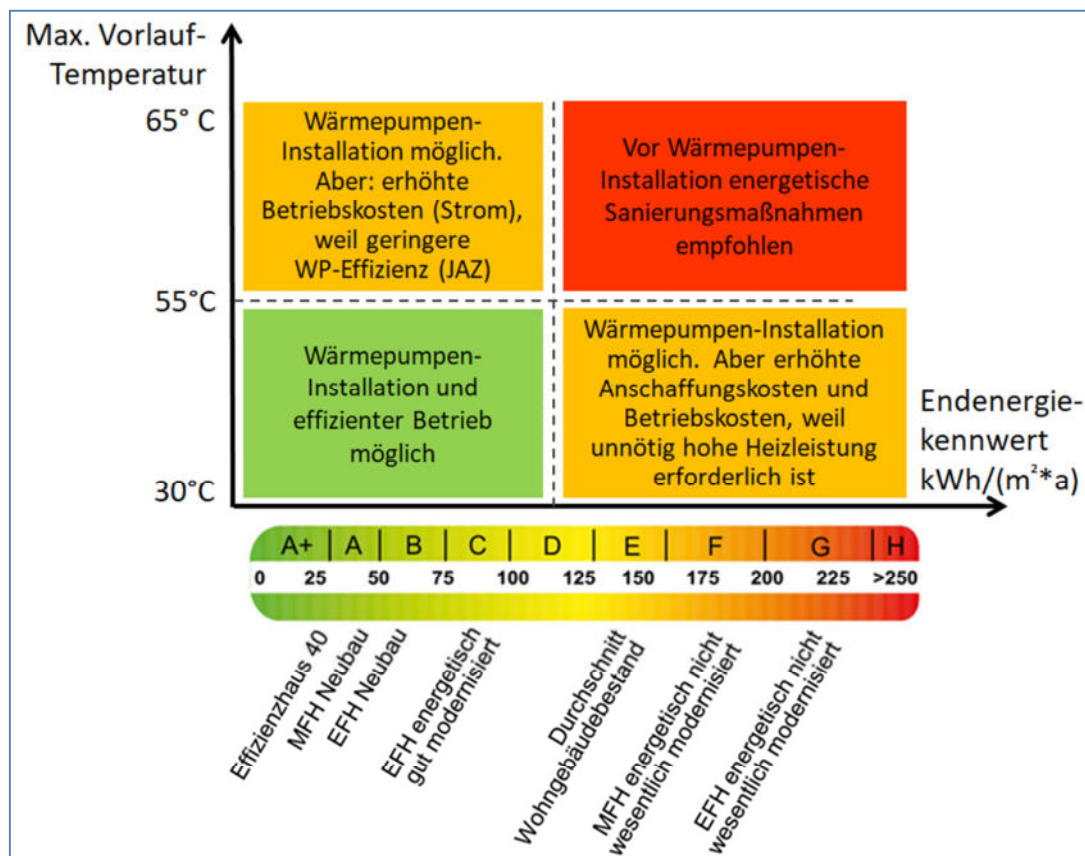 Max. Vorlauf-
Temperatur
65° C
Wärmepumpen-
Installation möglich.
Aber: erhöhte
Betriebskosten (Strom),
weil geringere
WP-Effizienz (JAZ)
Vor Wärmepumpen-
Installation energetische
Sanierungsmaßnahmen
empfohlen
55°C
Wärmepumpen-
Installation und
effizienter Betrieb
möglich
Wärmepumpen-Installation
möglich. Aber erhöhte
Anschaffungskosten und
Betriebskosten, weil
unnötig hohe Heizleistung
erforderlich ist
30°C
Endenergie-
kennwert
kWh/(m²*a)
A+ A B C D E F G H
0 25 50 75 100 125 150 175 200 225 >250
Effizienzhaus 40
MFH Neubau
EFH Neubau
EFH energetisch
gut modernisiert
Durchschnitt
Wohngebäudebestand
MFH energetisch nicht
wesentlich modernisiert
EFH energetisch nicht
wesentlich modernisiert